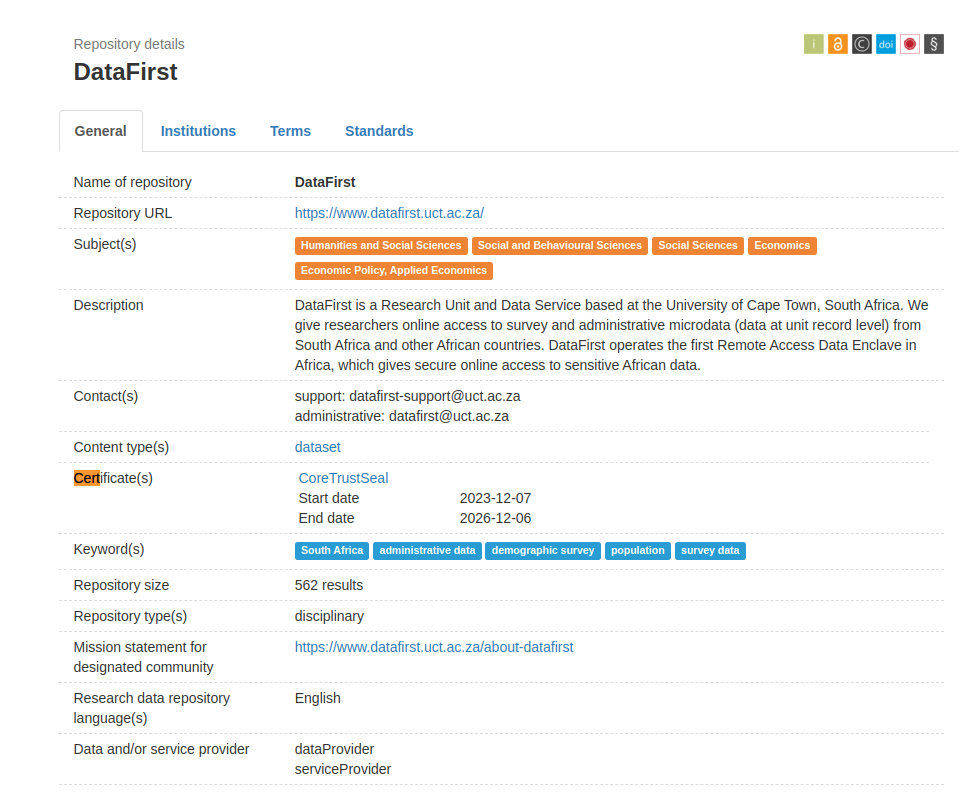 Repository details
DataFirst
i © doi §
General Institutions Terms Standards
Name of repository DataFirst
Repository URL https://www.datafirst.uct.ac.za/
Subject(s) Humanities and Social Sciences Social and Behavioural Sciences Social Sciences Economics
Economic Policy, Applied Economics
Description DataFirst is a Research Unit and Data Service based at the University of Cape Town, South Africa. We
give researchers online access to survey and administrative microdata (data at unit record level) from
South Africa and other African countries. DataFirst operates the first Remote Access Data Enclave in
Africa, which gives secure online access to sensitive African data.
Contact(s) support: datafirst-support@uct.ac.za
administrative: datafirst@uct.ac.za
Content type(s) dataset
Certificate(s) CoreTrustSeal
Start date 2023-12-07
End date 2026-12-06
Keyword(s) South Africa administrative data demographic survey population survey data
Repository size 562 results
Repository type(s) disciplinary
Mission statement for https://www.datafirst.uct.ac.za/about-datafirst
designated community
Research data repository English
language(s)
Data and/or service provider dataProvider
serviceProvider